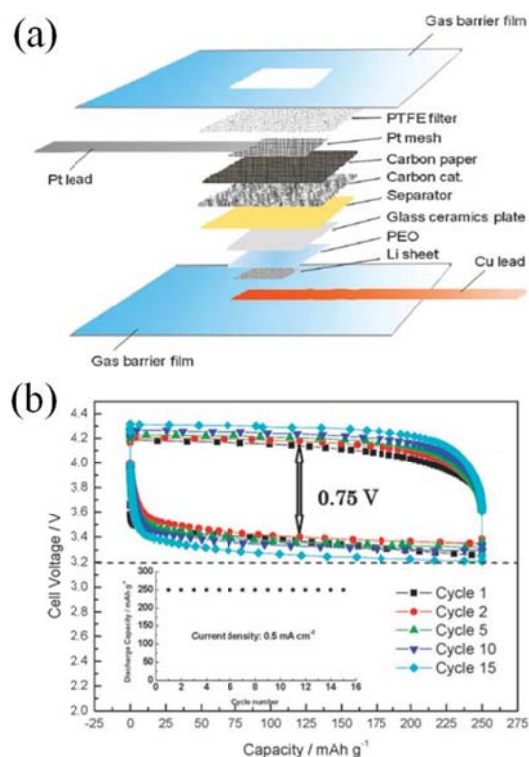 (a)
Gas barrier film
PTFE filter
Pt mesh
Pt lead
Carbon paper
Carbon cat.
Separator
Glass ceramics plate
PEO
Li sheet
Cu lead
Gas barrier film
(b)
Cell Voltage / V
4.4
4.2
4.0
3.8
3.6
3.4
3.2
3.0
2.8
2.6
2.4
2.2
2.0
0.75 V
Discharge Capacity / mAh g⁻¹
300
250
200
150
100
50
0
Current density: 0.5 mA cm⁻²
0 2 4 6 8 10 12 14 16
Cycle number
Cycle 1
Cycle 2
Cycle 5
Cycle 10
Cycle 15
-25 0 25 50 75 100 125 150 175 200 225 250 275
Capacity / mAh g⁻¹